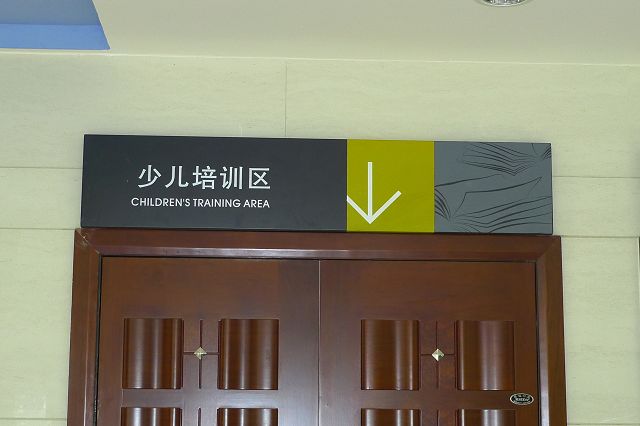 少儿培训区
CHILDREN'S TRAINING AREA